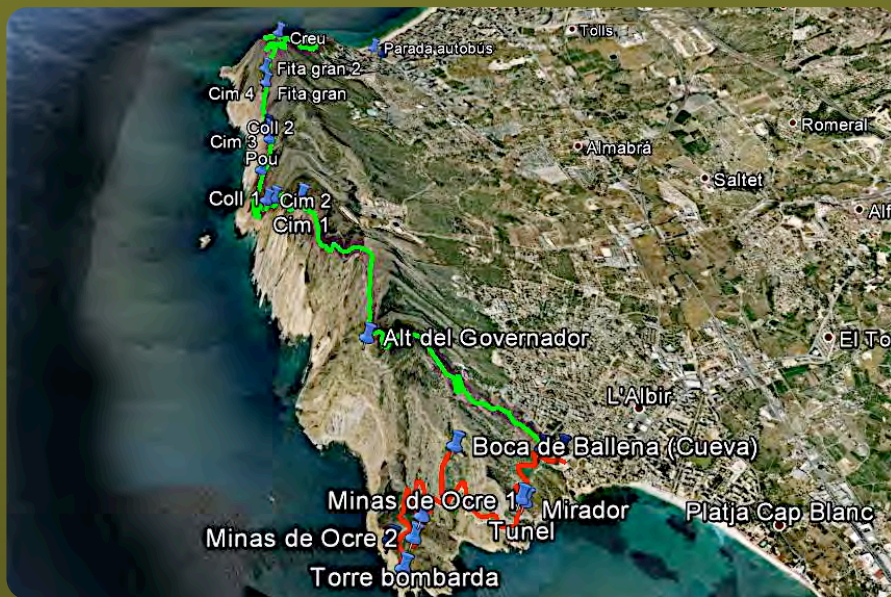 Creu
Tolls
Parada autobús
Fita gran 2
Cim 4
Fita gran
Coll 2
Cim 3
Romeral
Almabrá
Pou
Saltet
Coll 1
Cim 2
Alf
Cim 1
Alt del Governador
El To
L'Albir
Boca de Ballena (Cueva)
Minas de Ocre 1
Mirador
Platja Cap Blanc
Tunel
Minas de Ocre 2
Torre bombarda